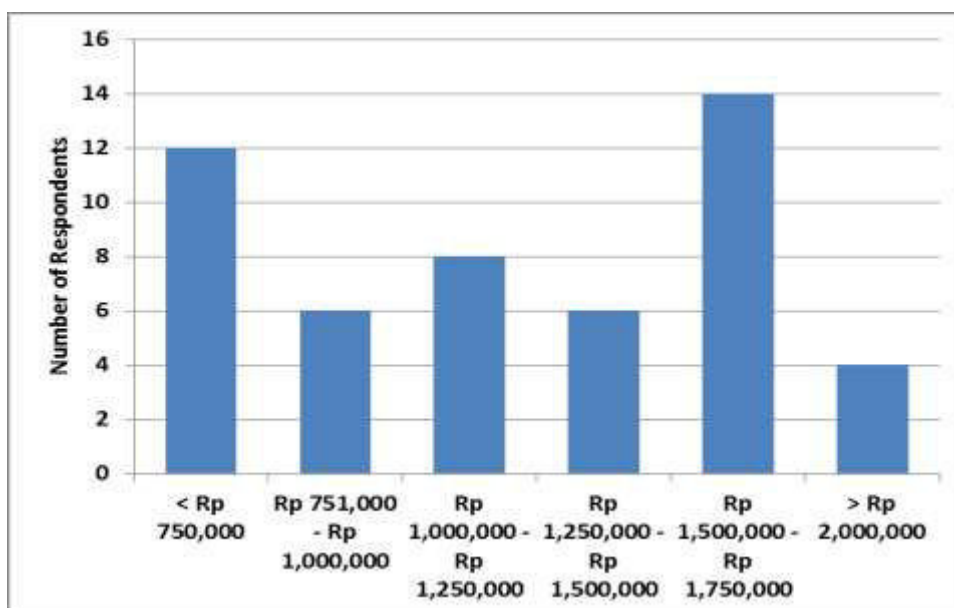 Number of Respondents
16
14
12
10
8
6
4
2
0
< Rp
750,000
Rp 751,000
- Rp
1,000,000
Rp
1,000,000 -
Rp
1,250,000
Rp
1,250,000 -
Rp
1,500,000
Rp
1,500,000 -
Rp
1,750,000
> Rp
2,000,000